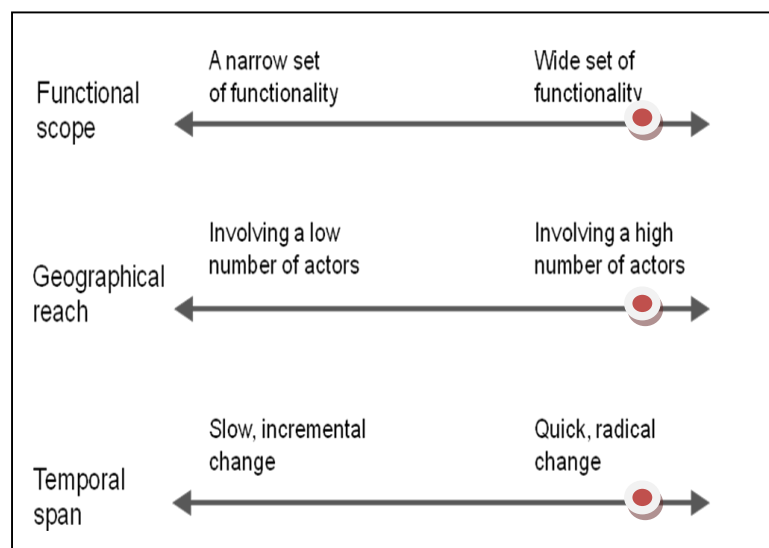 A narrow set
of functionality
Wide set of
functionality
Functional
scope
Involving a low
number of actors
Involving a high
number of actors
Geographical
reach
Slow, incremental
change
Quick, radical
change
Temporal
span